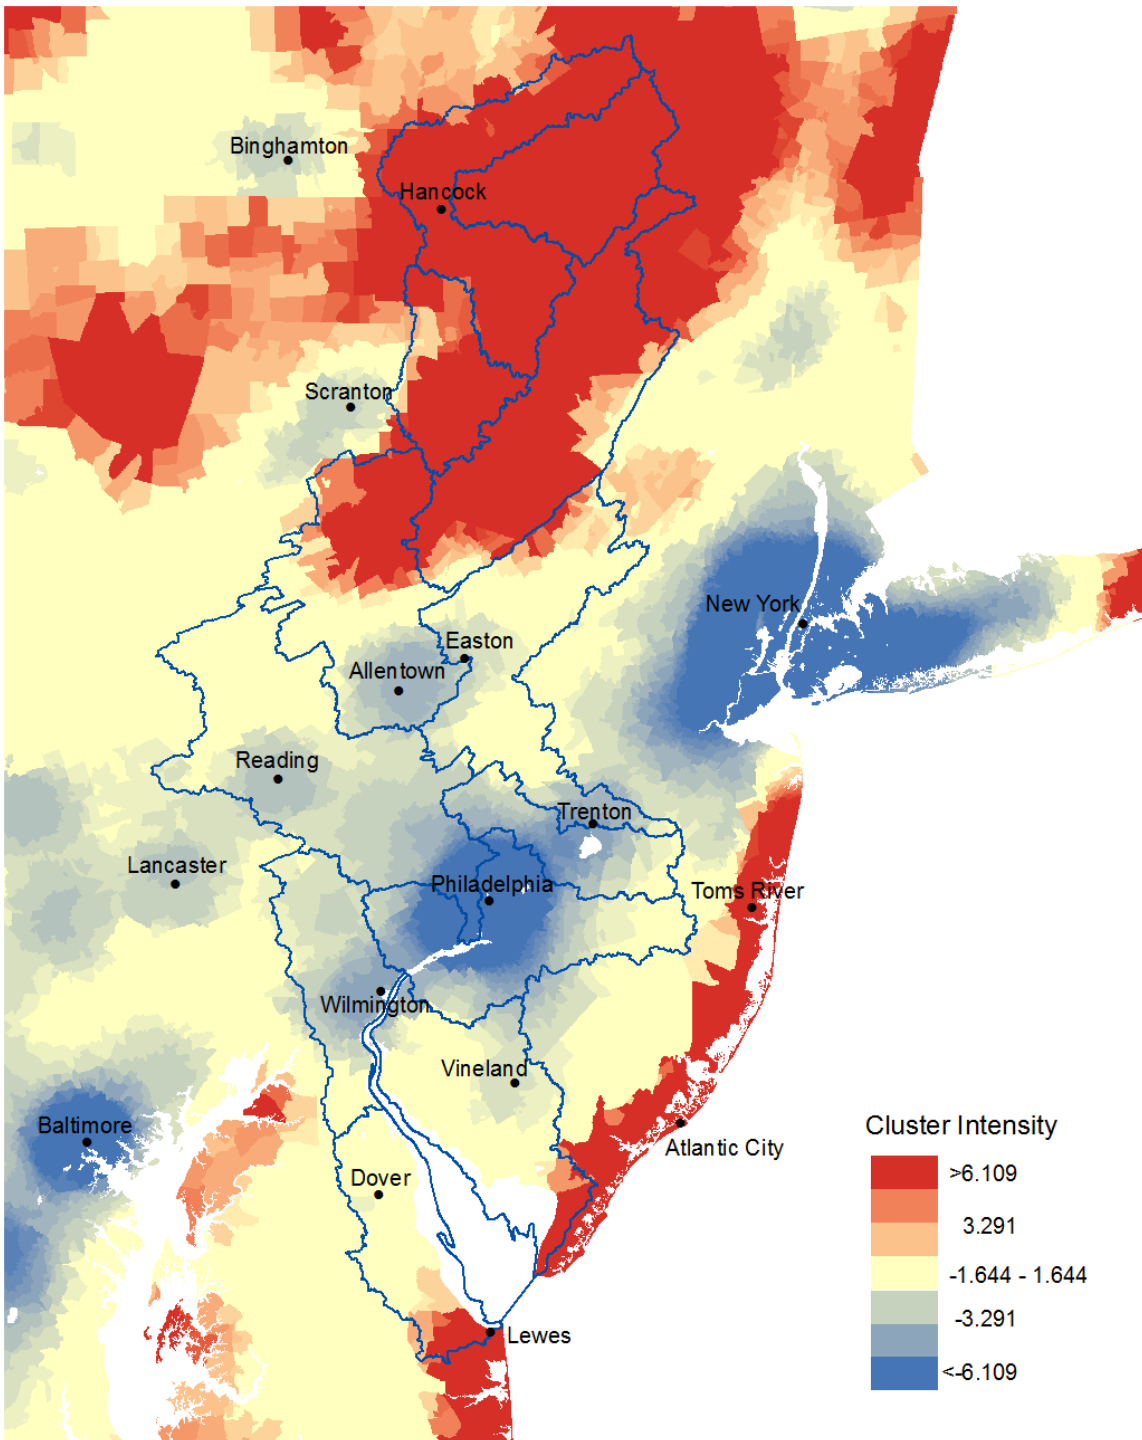 Binghamton
Hancock
Scranton
New York
Easton
Allentown
Reading
Trenton
Lancaster
Philadelphia
Toms River
Wilmington
Vineland
Baltimore
Atlantic City
Dover
Lewes
Cluster Intensity
>6.109
3.291
-1.644 - 1.644
-3.291
<-6.109